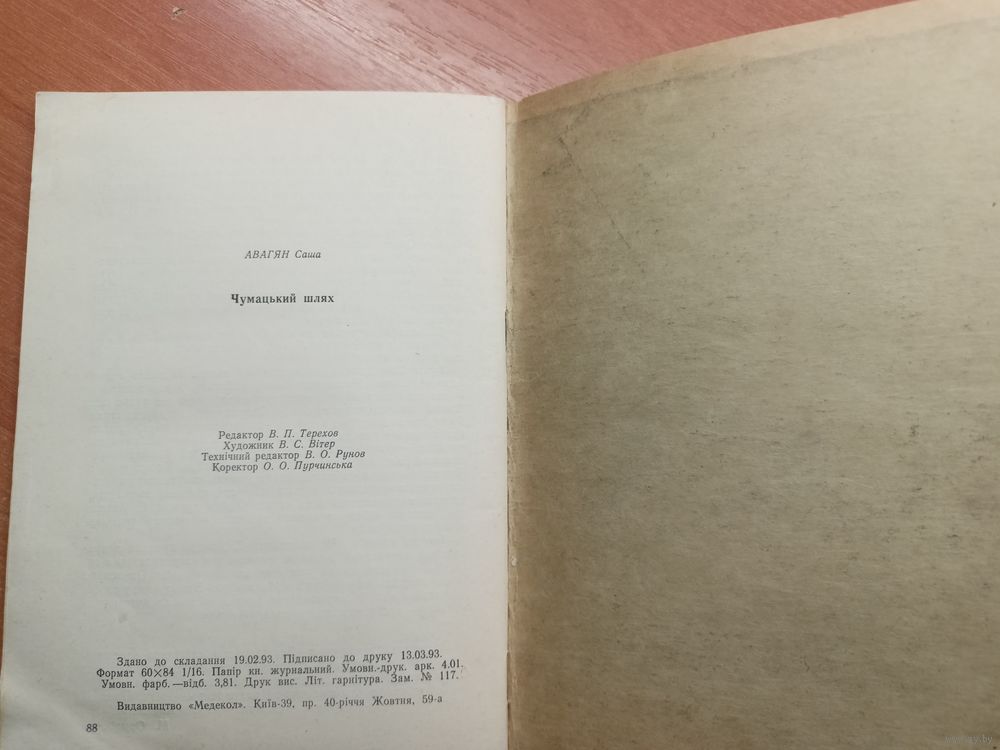 АВАГЯН Саша
Чумацький шлях
Редактор В. П. Терехов
Художник В. С. Вітер
Технічний редактор В. О. Рунов
Коректор О. О. Пурчинська
Здано до складання 19.02.93. Підписано до друку 13.03.93.
Формат 60×84 1/16. Папір кн. журнальний. Умовн.-друк. арк. 4.01.
Умовн. фарб.—відб. 3,81. Друк вис. Літ. гарнітура. Зам. № 117.
Видавництво «Медекол». Київ-39, пр. 40-річчя Жовтня, 59-а
88